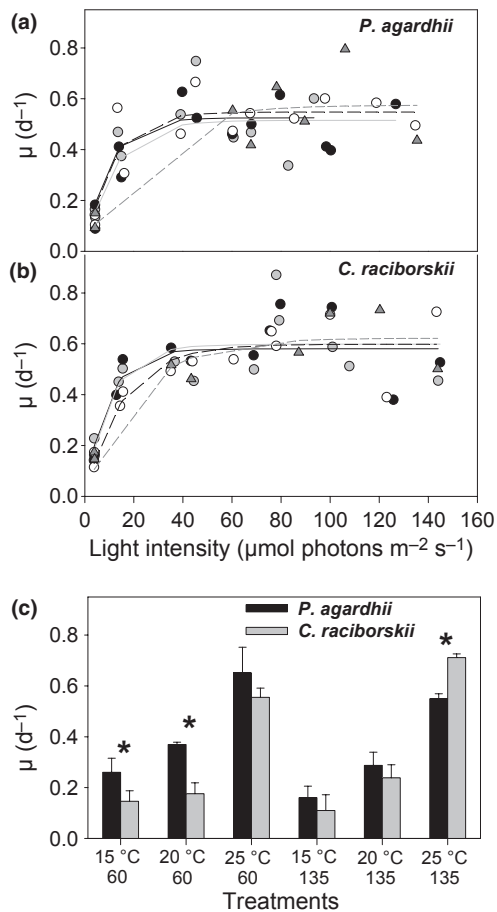 (a)
P. agardhii
0.8
0.6
0.4
0.2
0.0
μ (d–1)
(b)
C. raciborskii
0.8
0.6
0.4
0.2
0.0
μ (d–1)
0 20 40 60 80 100 120 140 160
Light intensity (μmol photons m–2 s–1)
(c)
P. agardhii
C. raciborskii
0.8
0.6
0.4
0.2
0.0
μ (d–1)
* * *
15 °C 20 °C 25 °C 15 °C 20 °C 25 °C
60 60 60 135 135 135
Treatments